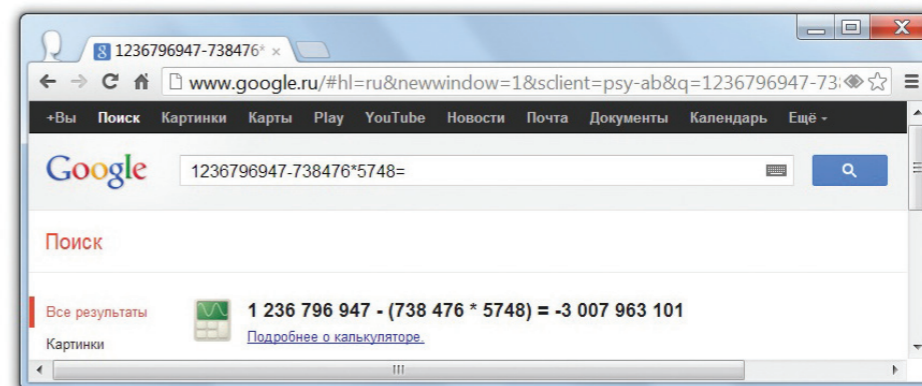 1236796947-738476* ×
www.google.ru/#hl=ru&newwindow=1&sclient=psy-ab&q=1236796947-73
+Вы Поиск Картинки Карты Play YouTube Новости Почта Документы Календарь Ещё
Google 1236796947-738476*5748=
Поиск
Все результаты
1 236 796 947 - (738 476 * 5748) = -3 007 963 101
Подробнее о калькуляторе.
Картинки